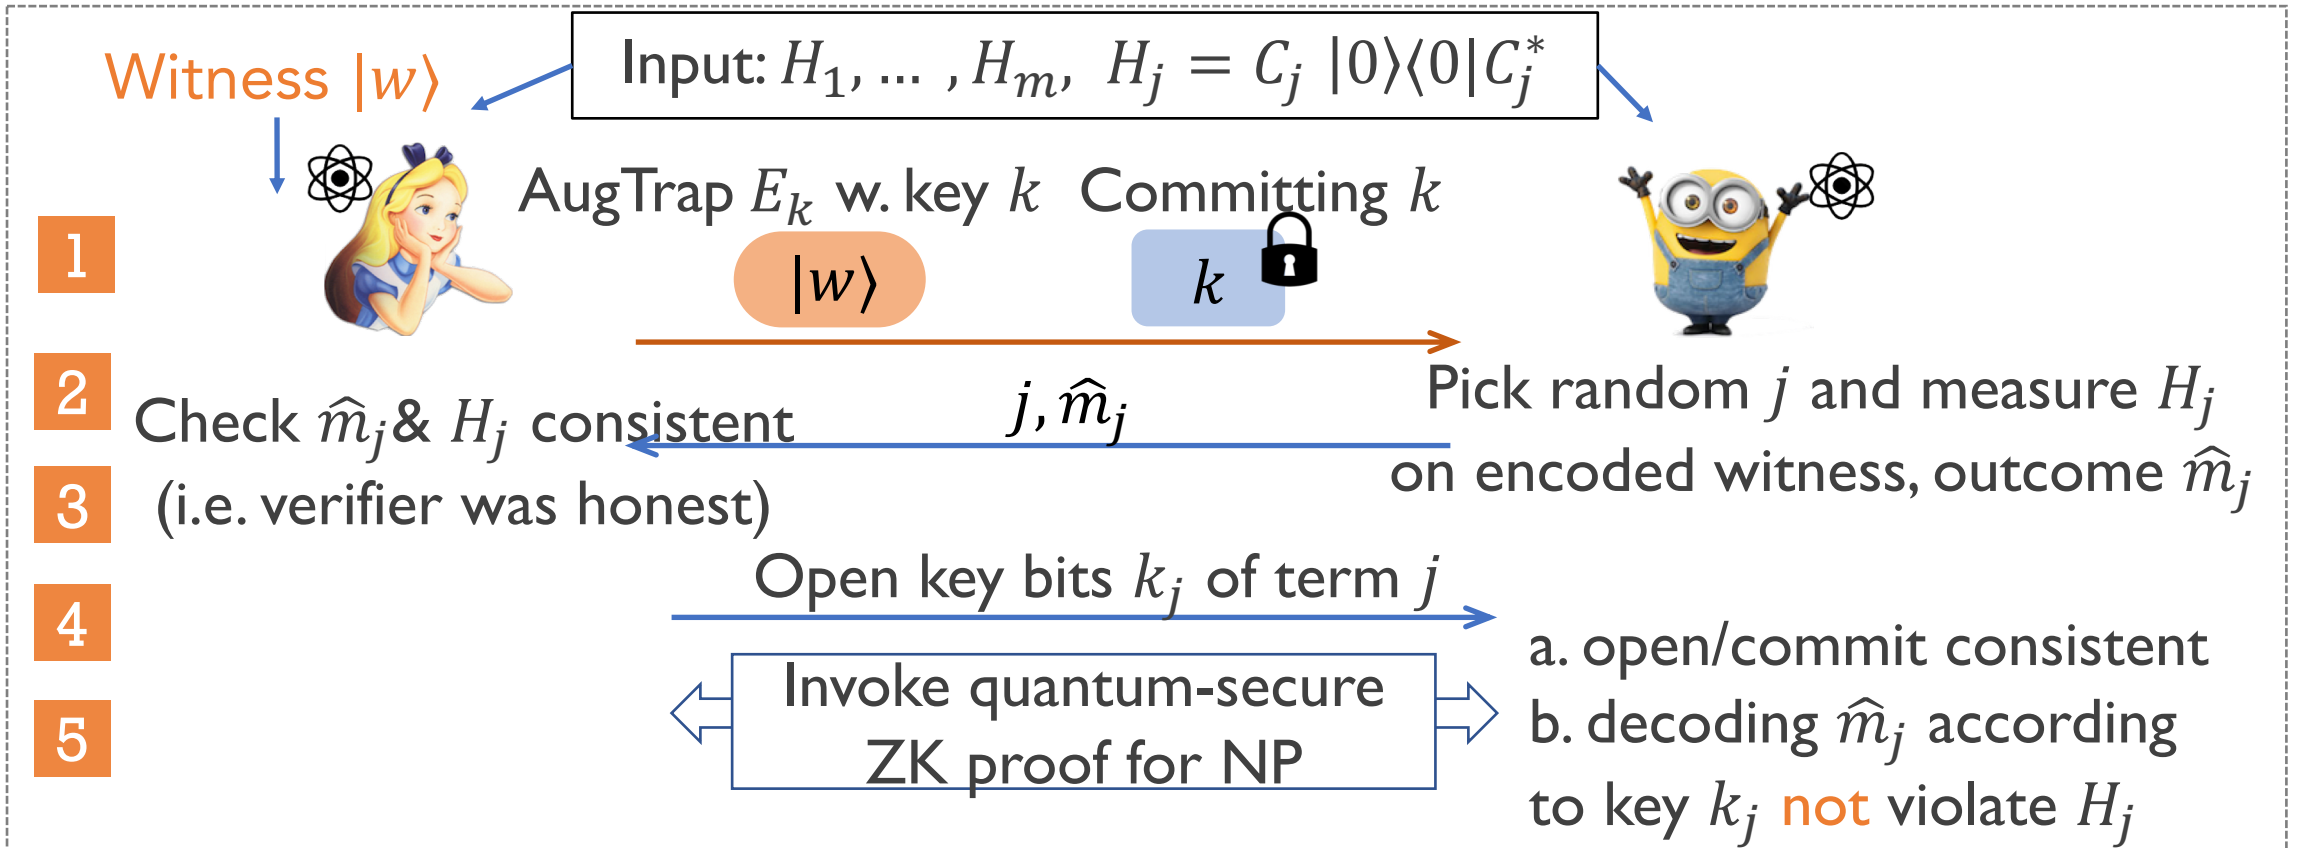 Witness |w⟩
Input: H₁, … , Hₘ, Hⱼ = Cⱼ |0⟩⟨0|Cⱼ*
AugTrap Eₖ w. key k
Committing k
1
|w⟩
k
2
Pick random j and measure Hⱼ
on encoded witness, outcome m̂ⱼ
j, m̂ⱼ
Check m̂ⱼ& Hⱼ consistent
(i.e. verifier was honest)
3
Open key bits kⱼ of term j
4
Invoke quantum-secure
ZK proof for NP
a. open/commit consistent
b. decoding m̂ⱼ according
to key kⱼ not violate Hⱼ
5